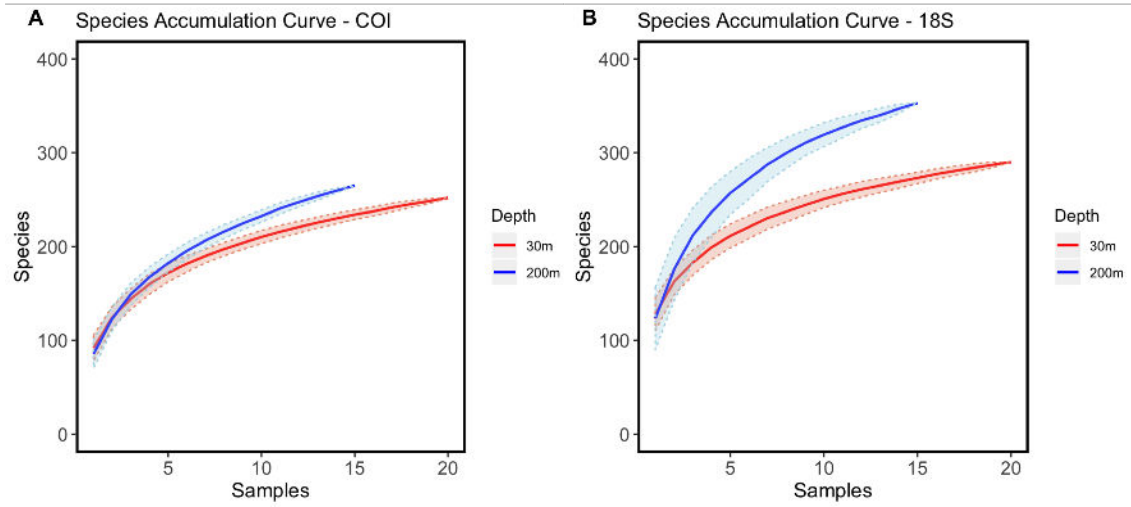 A Species Accumulation Curve - COI
400
300
200
100
0
Species
5 10 15 20
Samples
Depth
30m
200m
B Species Accumulation Curve - 18S
400
300
200
100
0
Species
5 10 15 20
Samples
Depth
30m
200m